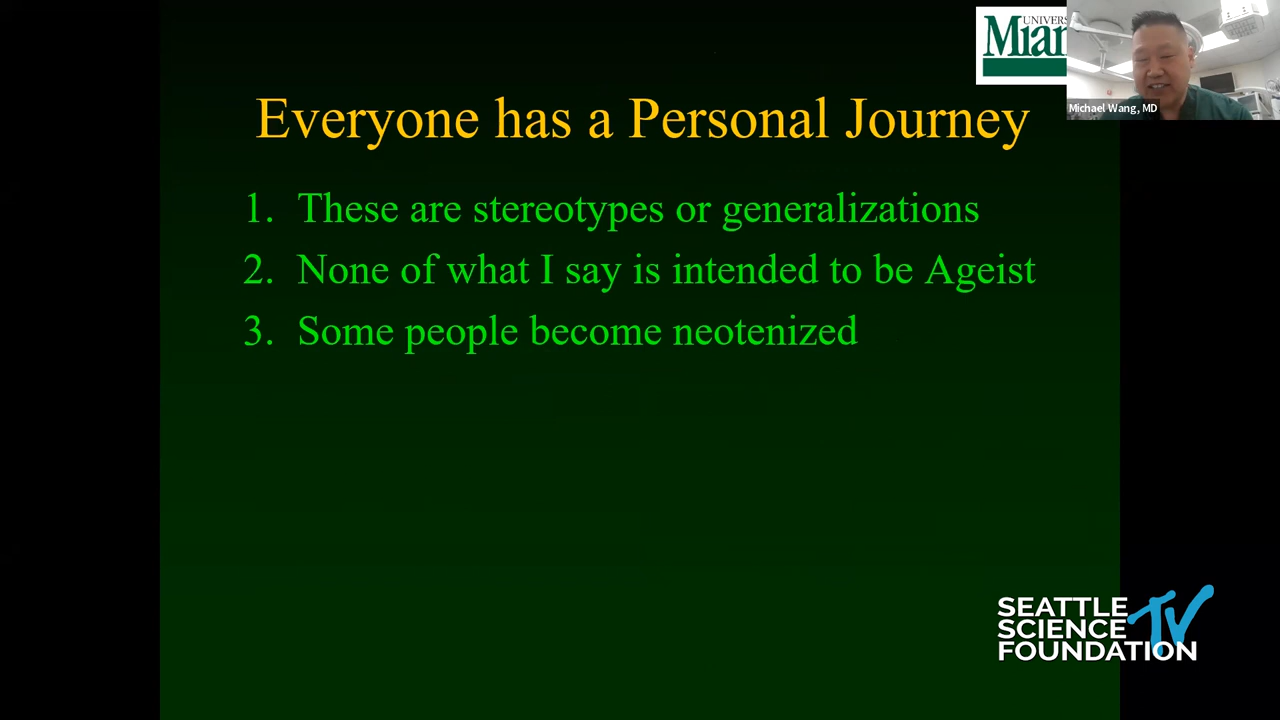 UNIVERS
Miam
Michael Wang, MD
Everyone has a Personal Journey
1. These are stereotypes or generalizations
2. None of what I say is intended to be Ageist
3. Some people become neotenized
SEATTLE
SCIENCE
FOUNDATION
TV